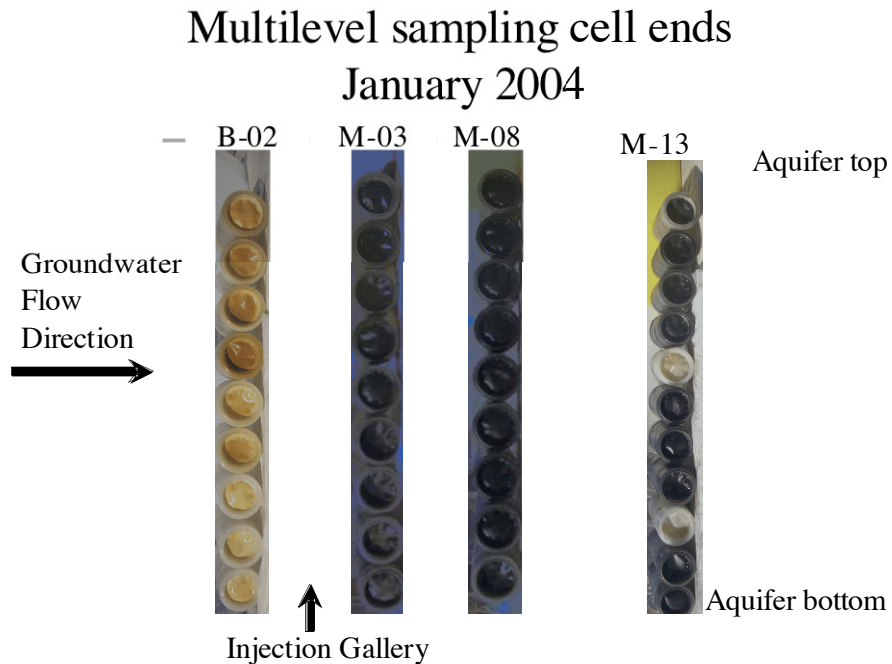 Multilevel sampling cell ends
January 2004
B-02
M-03
M-08
M-13
Aquifer top
Groundwater
Flow
Direction
Aquifer bottom
Injection Gallery